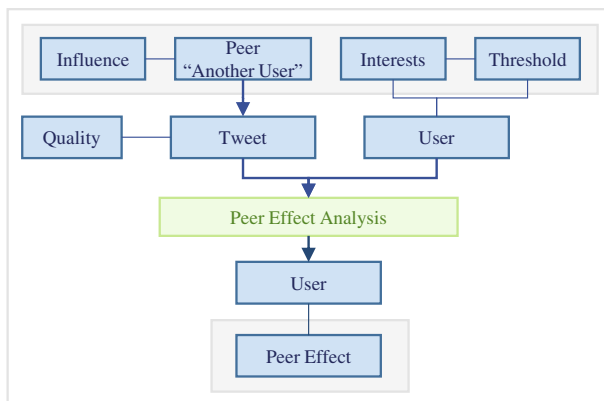 Influence
Peer
“Another User”
Interests
Threshold
Quality
Tweet
User
Peer Effect Analysis
User
Peer Effect